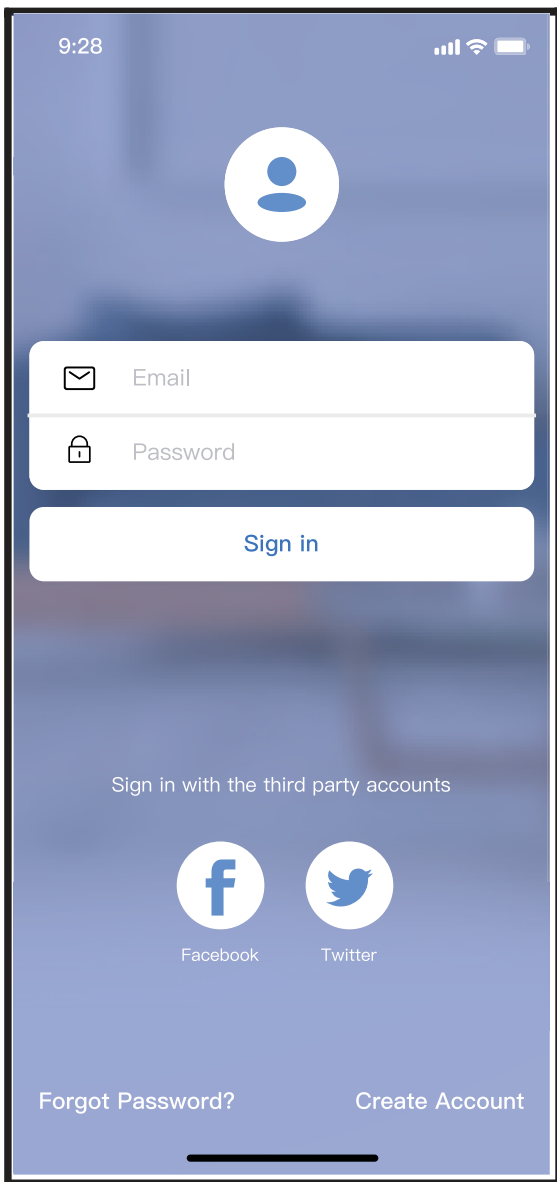 9:28
Email
Password
Sign in
Sign in with the third party accounts
Facebook
Twitter
Forgot Password?
Create Account